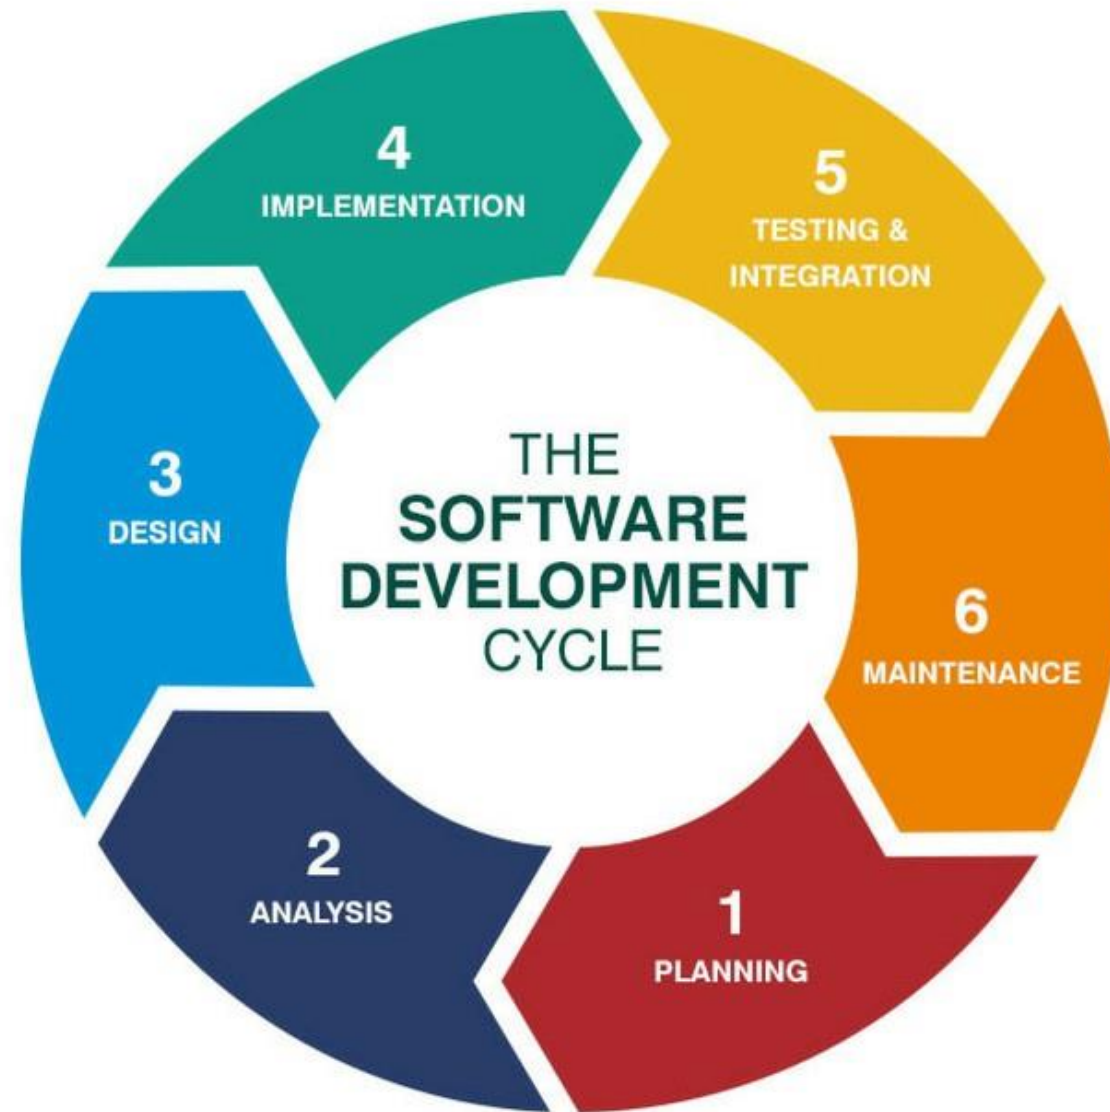 THE
SOFTWARE
DEVELOPMENT
CYCLE
1
PLANNING
2
ANALYSIS
3
DESIGN
4
IMPLEMENTATION
5
TESTING &
INTEGRATION
6
MAINTENANCE